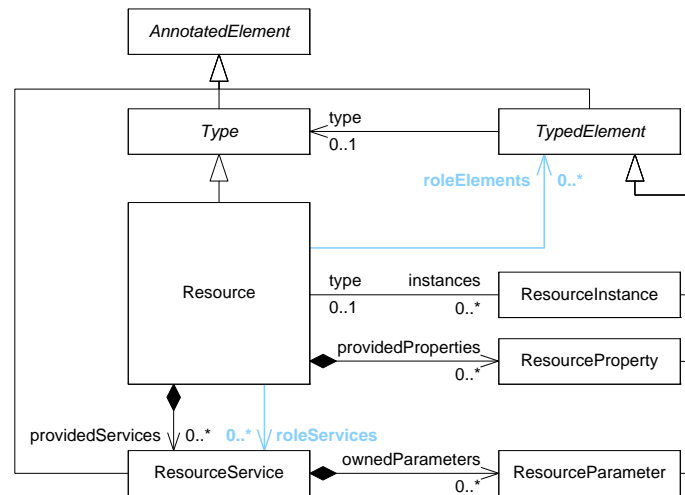 AnnotatedElement
type
Type
0..1
TypedElement
roleElements 0..*
type instances
Resource
0..1 0..*
ResourceInstance
providedProperties
0..*
ResourceProperty
providedServices 0..* 0..* roleServices
ownedParameters
ResourceService
0..*
ResourceParameter